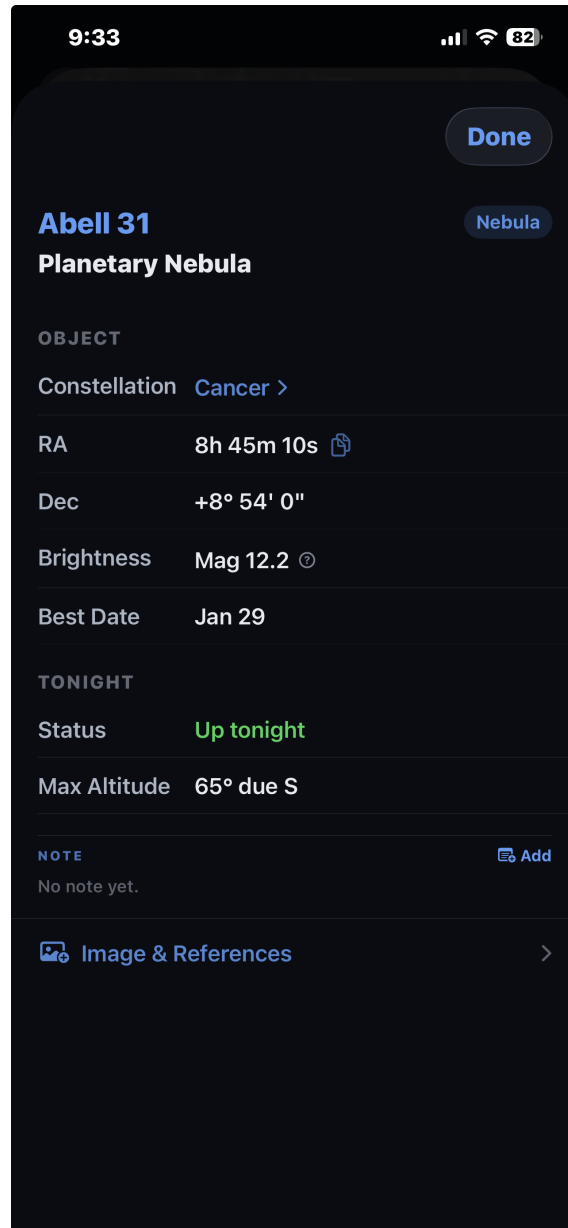 9:33
82
Done
Abell 31
Nebula
Planetary Nebula
OBJECT
Constellation Cancer >
RA 8h 45m 10s
Dec +8° 54' 0"
Brightness Mag 12.2 ?
Best Date Jan 29
TONIGHT
Status Up tonight
Max Altitude 65° due S
NOTE
Add
No note yet.
Image & References >